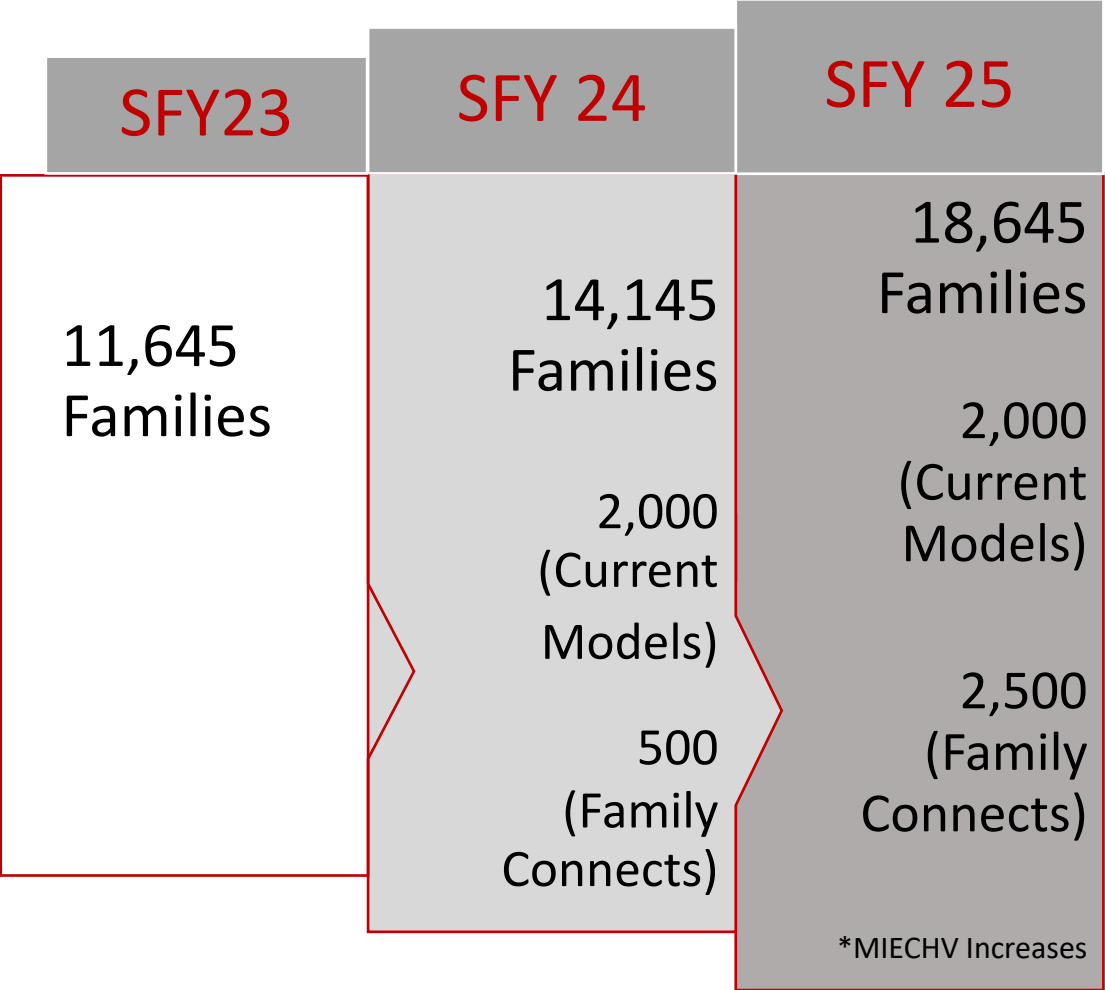 SFY23
11,645
Families
SFY 24
14,145
Families
2,000
(Current
Models)
500
(Family
Connects)
SFY 25
18,645
Families
2,000
(Current
Models)
2,500
(Family
Connects)
*MIECHV Increases